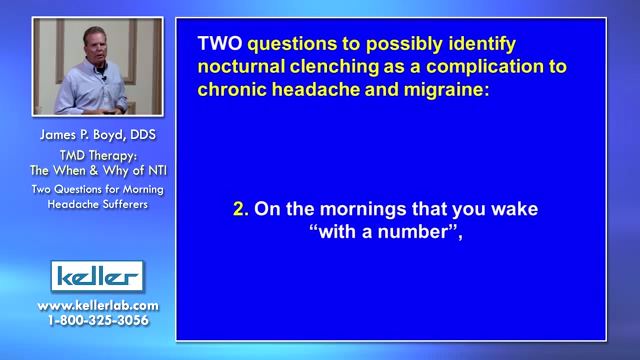 TWO questions to possibly identify
nocturnal clenching as a complication to
chronic headache and migraine:
2. On the mornings that you wake
“with a number”,
James P. Boyd, DDS
TMD Therapy:
The When & Why of NTI
Two Questions for Morning
Headache Sufferers
keller
www.kellerlab.com
1-800-325-3056